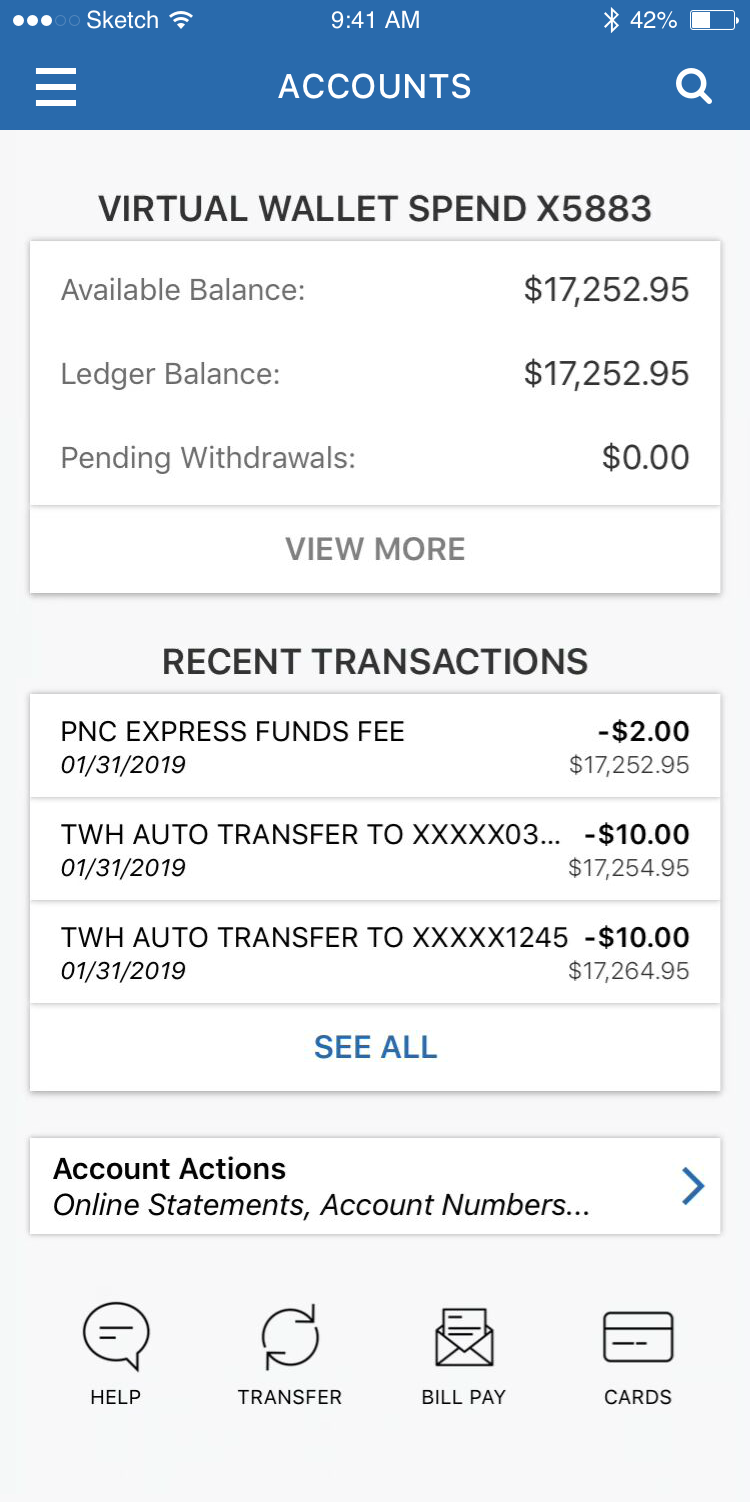 Sketch 9:41 AM 42%
ACCOUNTS
VIRTUAL WALLET SPEND X5883
Available Balance: $17,252.95
Ledger Balance: $17,252.95
Pending Withdrawals: $0.00
VIEW MORE
RECENT TRANSACTIONS
PNC EXPRESS FUNDS FEE -$2.00
01/31/2019 $17,252.95
TWH AUTO TRANSFER TO XXXXX03... -$10.00
01/31/2019 $17,254.95
TWH AUTO TRANSFER TO XXXXX1245 -$10.00
01/31/2019 $17,264.95
SEE ALL
Account Actions
Online Statements, Account Numbers...
HELP TRANSFER BILL PAY CARDS